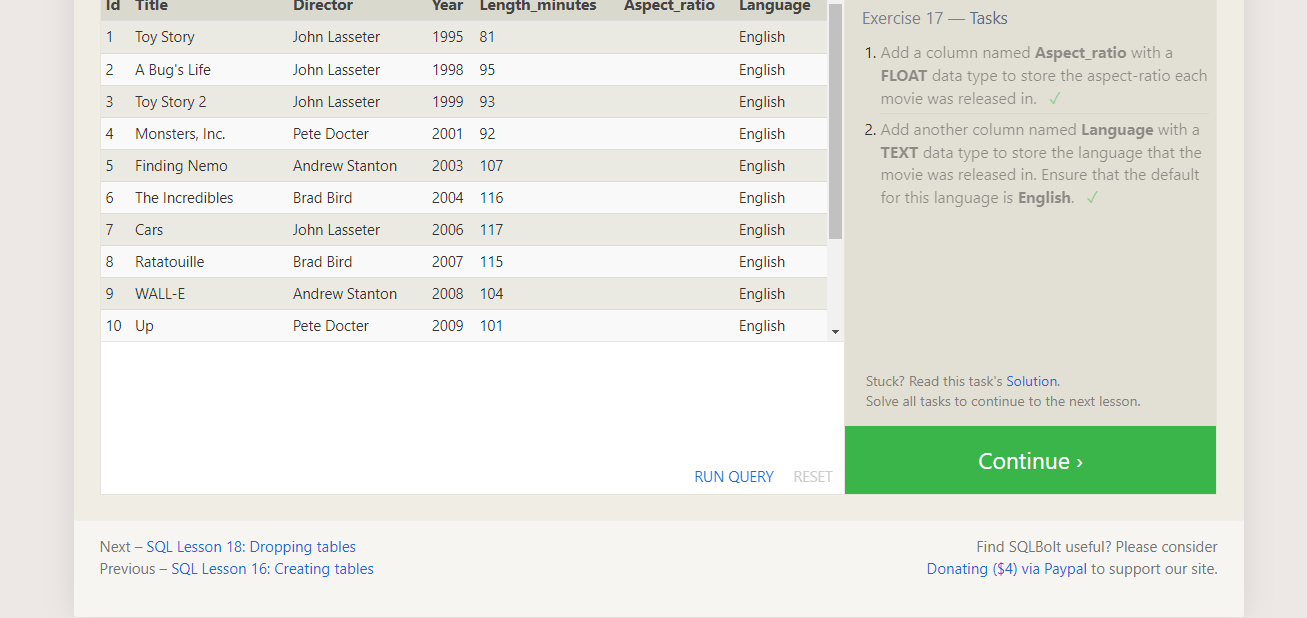 Id Title Director Year Length_minutes Aspect_ratio Language
1 Toy Story John Lasseter 1995 81 English
2 A Bug's Life John Lasseter 1998 95 English
3 Toy Story 2 John Lasseter 1999 93 English
4 Monsters, Inc. Pete Docter 2001 92 English
5 Finding Nemo Andrew Stanton 2003 107 English
6 The Incredibles Brad Bird 2004 116 English
7 Cars John Lasseter 2006 117 English
8 Ratatouille Brad Bird 2007 115 English
9 WALL-E Andrew Stanton 2008 104 English
10 Up Pete Docter 2009 101 English
RUN QUERY RESET
Exercise 17 — Tasks
1. Add a column named Aspect_ratio with a
FLOAT data type to store the aspect-ratio each
movie was released in. ✓
2. Add another column named Language with a
TEXT data type to store the language that the
movie was released in. Ensure that the default
for this language is English. ✓
Stuck? Read this task's Solution.
Solve all tasks to continue to the next lesson.
Continue ›
Next – SQL Lesson 18: Dropping tables
Previous – SQL Lesson 16: Creating tables
Find SQLBolt useful? Please consider
Donating ($4) via Paypal to support our site.